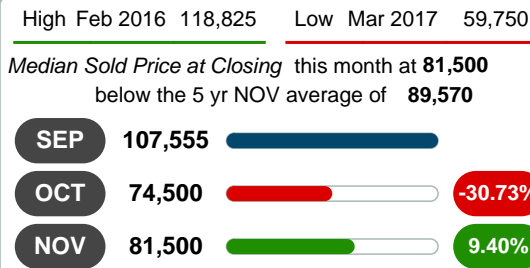 High Feb 2016 118,825 Low Mar 2017 59,750
Median Sold Price at Closing this month at 81,500
below the 5 yr NOV average of 89,570
SEP 107,555
OCT 74,500 -30.73%
NOV 81,500 9.40%